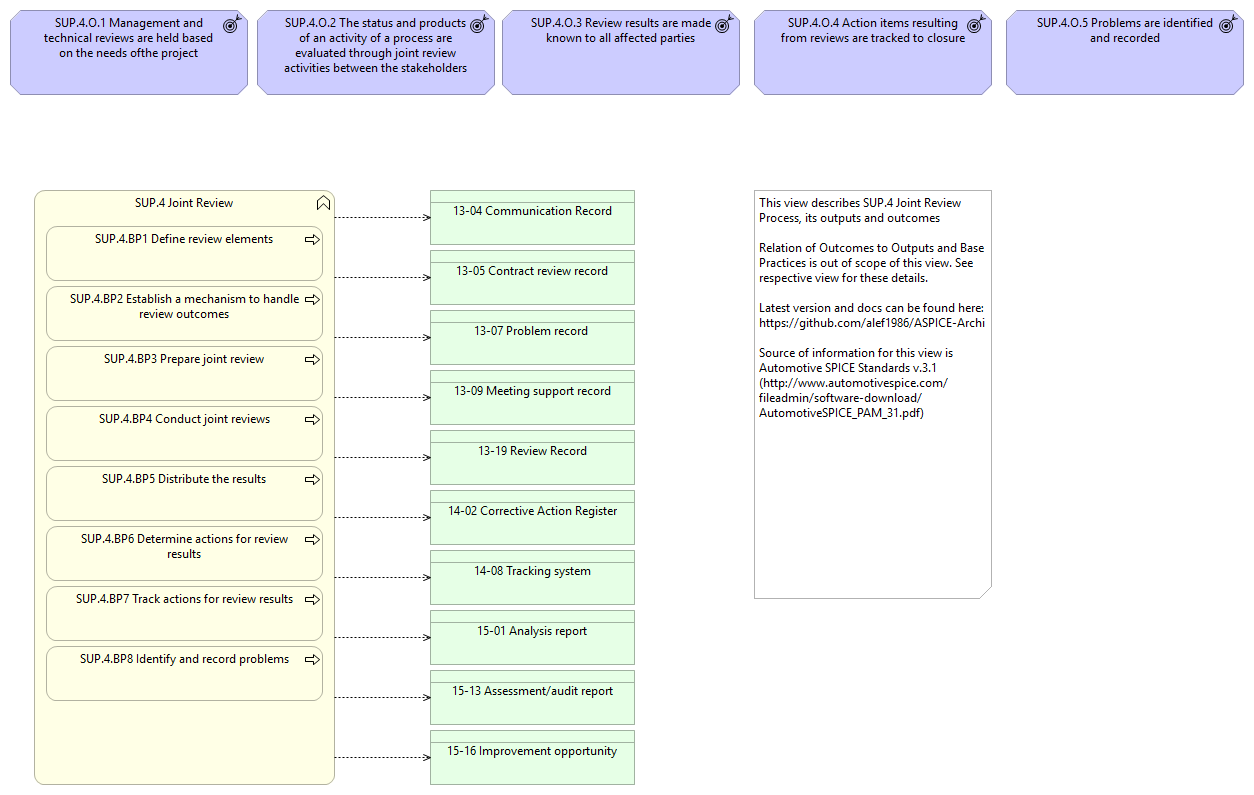 SUP.4.O.1 Management and
technical reviews are held based
on the needs ofthe project
SUP.4.O.2 The status and products
of an activity of a process are
evaluated through joint review
activities between the stakeholders
SUP.4.O.3 Review results are made
known to all affected parties
SUP.4.O.4 Action items resulting
from reviews are tracked to closure
SUP.4.O.5 Problems are identified
and recorded
SUP.4 Joint Review
SUP.4.BP1 Define review elements
SUP.4.BP2 Establish a mechanism to handle
review outcomes
SUP.4.BP3 Prepare joint review
SUP.4.BP4 Conduct joint reviews
SUP.4.BP5 Distribute the results
SUP.4.BP6 Determine actions for review
results
SUP.4.BP7 Track actions for review results
SUP.4.BP8 Identify and record problems
13-04 Communication Record
13-05 Contract review record
13-07 Problem record
13-09 Meeting support record
13-19 Review Record
14-02 Corrective Action Register
14-08 Tracking system
15-01 Analysis report
15-13 Assessment/audit report
15-16 Improvement opportunity
This view describes SUP.4 Joint Review
Process, its outputs and outcomes
Relation of Outcomes to Outputs and Base
Practices is out of scope of this view. See
respective view for these details.
Latest version and docs can be found here:
https://github.com/alef1986/ASPICE-Archi
Source of information for this view is
Automotive SPICE Standards v.3.1
(http://www.automotivespice.com/
fileadmin/software-download/
AutomotiveSPICE_PAM_31.pdf)